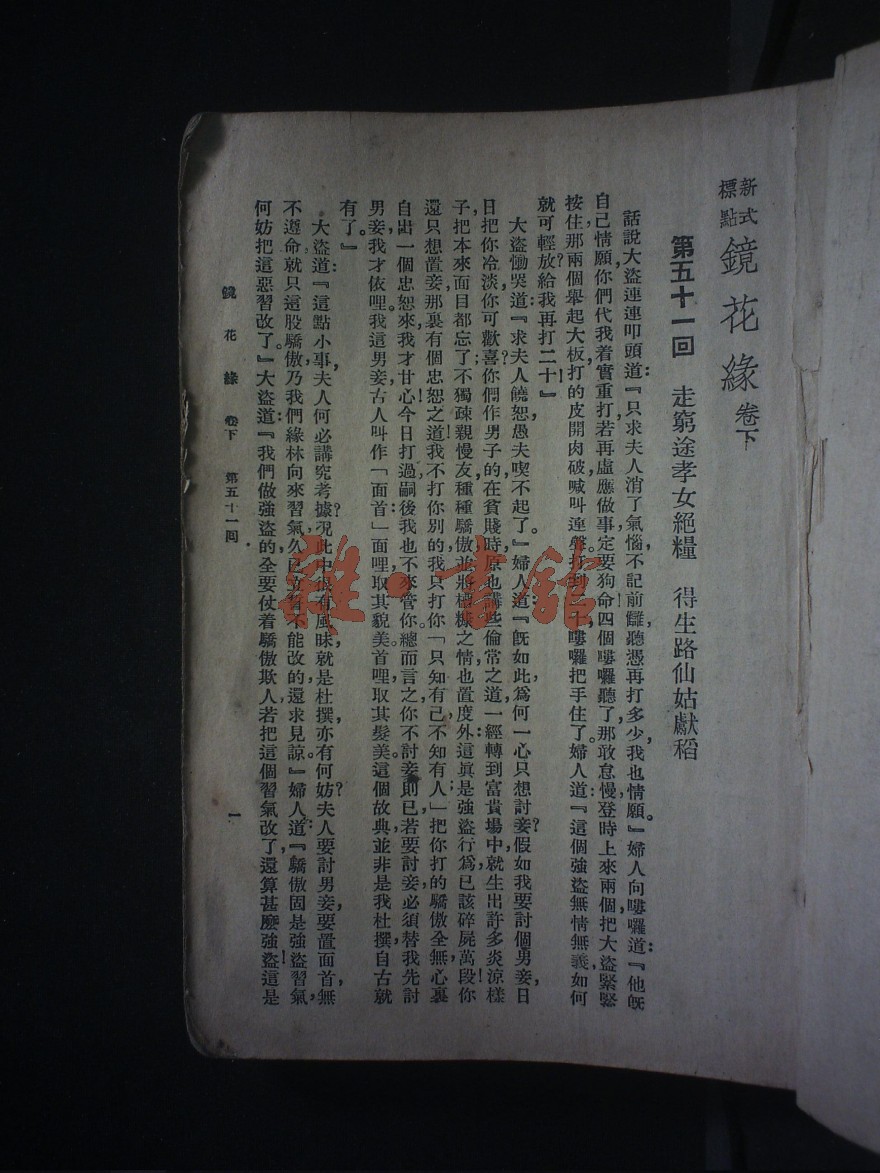 新式標點 鏡花緣 卷下
第五十一回 走窮途孝女絕糧 得生路仙姑獻稻
話說大盜連連叩頭道：『只求夫人消了氣惱，不記前讎，聽憑再打多少，我也情願。』婦人向嘍囉道：『他既
自己情願，你們代我着實重打，若再虛應做事，定要狗命！』四個嘍囉聽了，那敢怠慢，登時上來兩個，把大盜緊緊
按住，那兩個舉起大板，打的皮開肉破，喊叫連聲。打到二十，嘍囉把手住了。婦人道：『這個強盜無情無義，如何
就可輕放？給我再打二十！』
大盜慟哭道：『求夫人饒恕，愚夫喫不起了。』婦人道：『既如此，爲何一心只想討妾？假如我要討個男妾，日
日把你冷淡，你可歡喜？你們作男子的，在貧賤時，原也講些倫常之道，一經轉到富貴場中，就生出許多炎涼樣
子，把本來面目都忘了；不獨疎親慢友，種種驕傲，並將糟糠之情也置度外；這眞是強盜行爲，已該碎屍萬段！你
還只想置妾，那裏有個忠恕之道！我不打你別的，我只打你「只知有己，不知有人」。把你打的驕傲全無，心裏
自出一個忠恕來，我才甘心！今日打過，嗣後我也不來管你。總而言之：你不討妾則已，若要討妾，必須替我先討
男妾，我才依哩。我這男妾，古人叫作「面首」：面哩，取其貌美；首哩，取其髮美。這個故典並非是我杜撰，自古就
有了。』
大盜道：『這點小事，夫人何必講究考據？況此中很有風味，就是杜撰，亦有何妨？夫人要討男妾，要置面首，無
不遵命。就只這股驕傲，乃我們綠林向來習氣，久已立誓不能改的，還求見諒。』婦人道：『驕傲固是強盜習氣，
何妨把這惡習改了。』大盜道：『我們做強盜的，全要仗着驕傲欺人，若把這個習氣改了，還算甚麼強盜！這是
鏡花緣 卷下 第五十一回
一
雜·書館